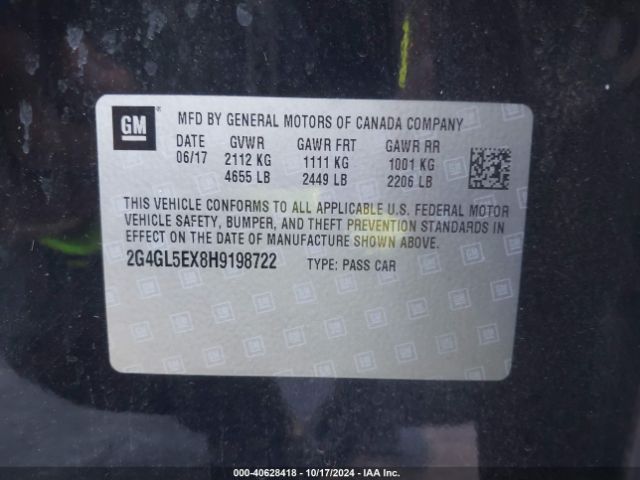 GM
MFD BY GENERAL MOTORS OF CANADA COMPANY
DATE GVWR GAWR FRT GAWR RR
06/17 2112 KG 1111 KG 1001 KG
4655 LB 2449 LB 2206 LB
THIS VEHICLE CONFORMS TO ALL APPLICABLE U.S. FEDERAL MOTOR
VEHICLE SAFETY, BUMPER, AND THEFT PREVENTION STANDARDS IN
EFFECT ON THE DATE OF MANUFACTURE SHOWN ABOVE.
2G4GL5EX8H9198722 TYPE: PASS CAR
000-40628418 - 10/17/2024 - IAA Inc.